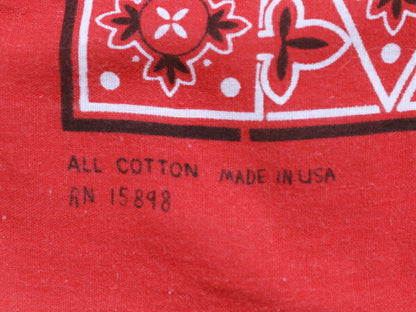 ALL COTTON MADE IN USA
RN 15898